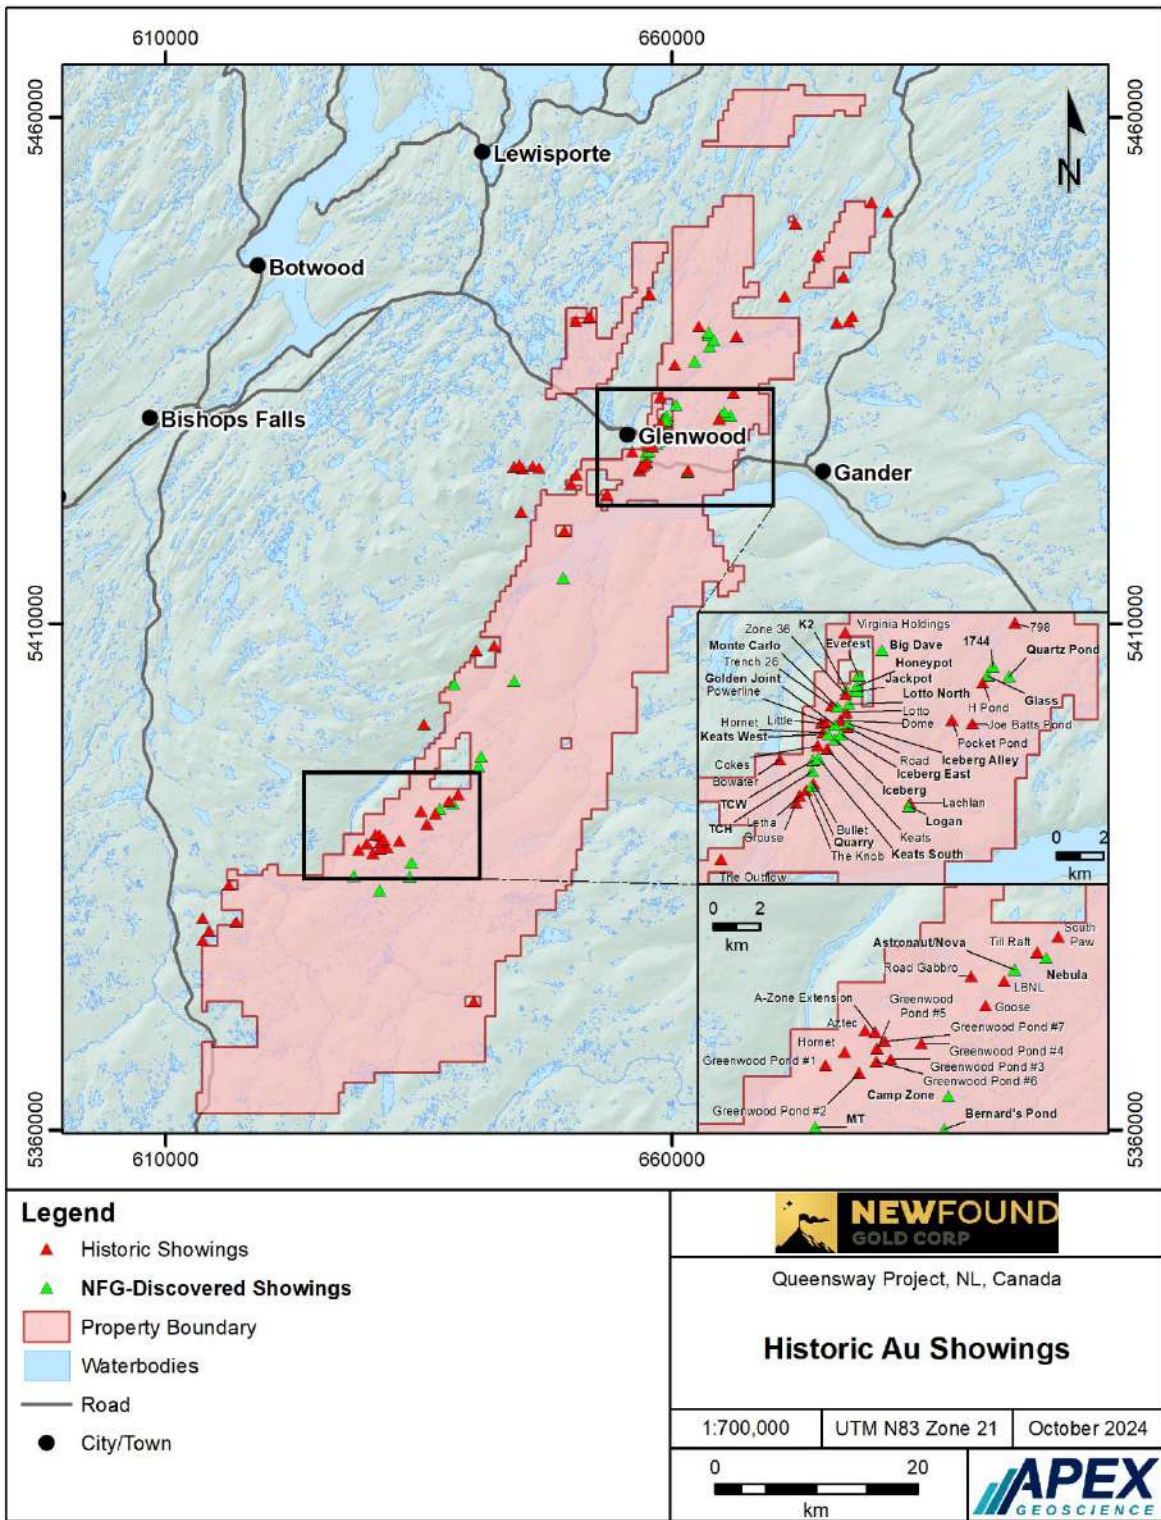 610000
660000
5460000
5460000
N
Lewisporte
Botwood
Bishops Falls
Glenwood
Gander
5410000
5410000
Virginia Holdings
798
Zone 36
K2
Monte Carlo
Everest
Big Dave
1744
Quartz Pond
Trench 26
Honeypot
Golden Joint
Jackpot
Powerline
Lotto North
Glass
H Pond
Lotto
Hornet
Little
Dome
Joe Batts Pond
Keats West
Pocket Pond
Road
Iceberg Alley
Cokes
Iceberg East
Bowater
Iceberg
TCW
Lachlan
Logan
TCH
Letha
Bullet
Keats
Grouse
Quarry
The Knob
Keats South
The Outflow
0 2
km
0 2
km
South
Paw
Astronaut/Nova
Till Raft
Nebula
Road Gabbro
LBNL
A-Zone Extension
Greenwood
Pond #5
Goose
Aztec
Greenwood Pond #7
Hornet
Greenwood Pond #4
Greenwood Pond #1
Greenwood Pond #3
Greenwood Pond #6
Camp Zone
Greenwood Pond #2
MT
Bernard's Pond
5360000
5360000
610000
660000
Legend
Historic Showings
NFG-Discovered Showings
Property Boundary
Waterbodies
Road
City/Town
NEWFOUND
GOLD CORP
Queensway Project, NL, Canada
Historic Au Showings
1:700,000
UTM N83 Zone 21
October 2024
0 20
km
APEX
GEOSCIENCE